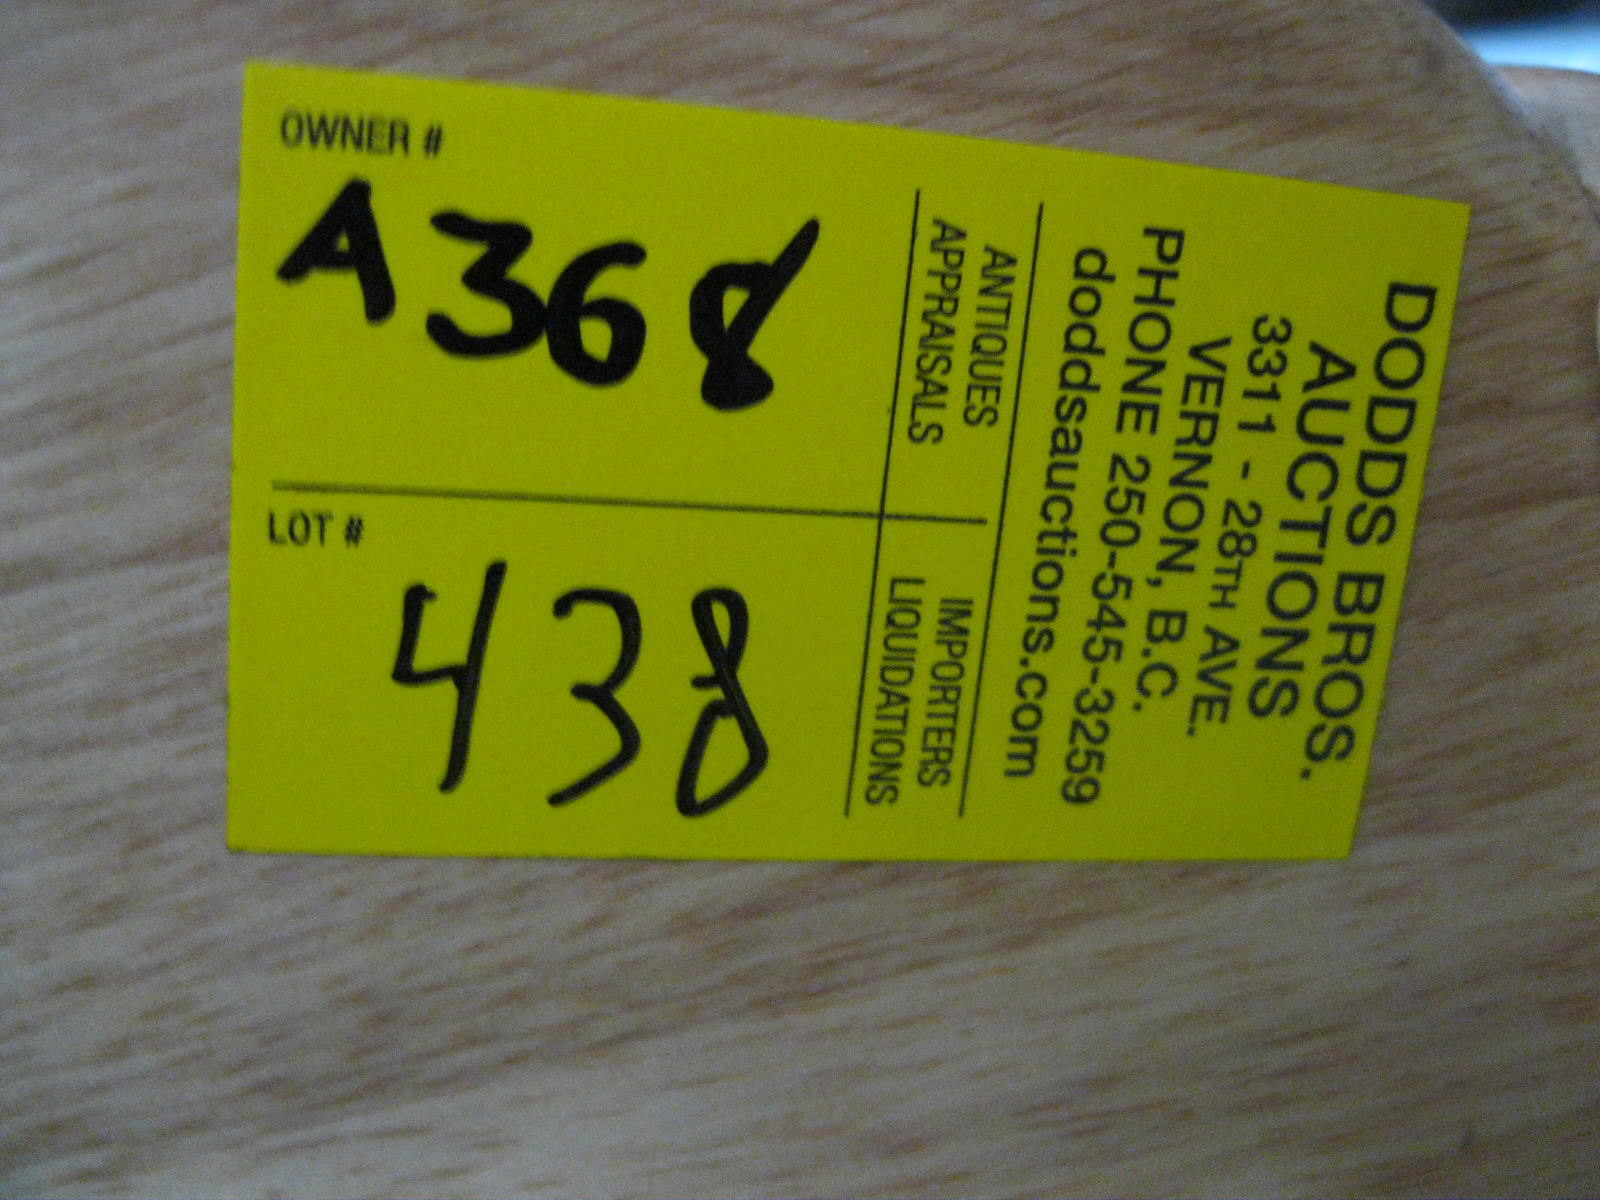 OWNER #
A368
LOT #
438
DODDS BROS.
AUCTIONS
3311 - 28TH AVE.
VERNON, B.C.
PHONE 250-545-3259
doddsauctions.com
ANTIQUES
APPRAISALS
IMPORTERS
LIQUIDATIONS